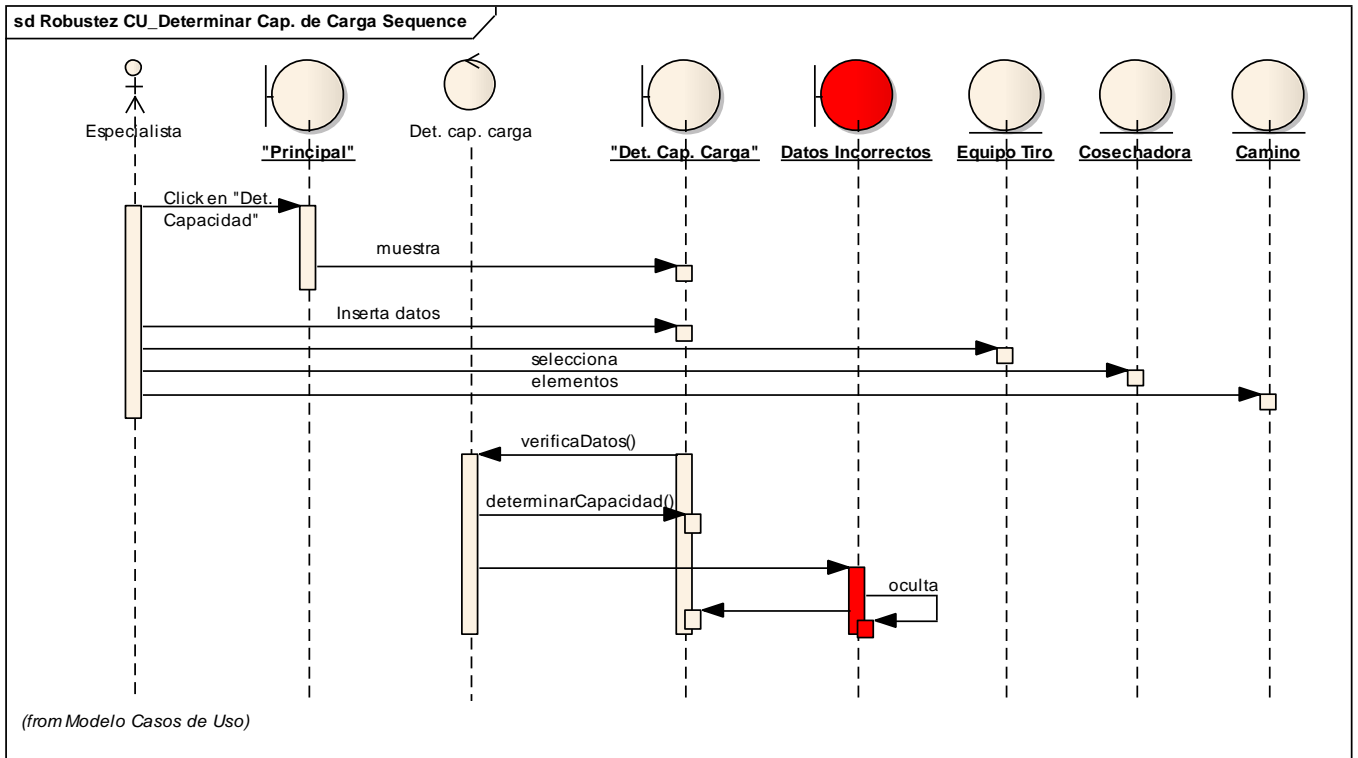 sd Robustez CU_Determinar Cap. de Carga Sequence
Especialista
"Principal"
Det. cap. carga
"Det. Cap. Carga"
Datos Incorrectos
Equipo Tiro
Cosechadora
Camino
Click en "Det.
Capacidad"
muestra
Inserta datos
selecciona
elementos
verificaDatos()
determinarCapacidad()
oculta
(from Modelo Casos de Uso)